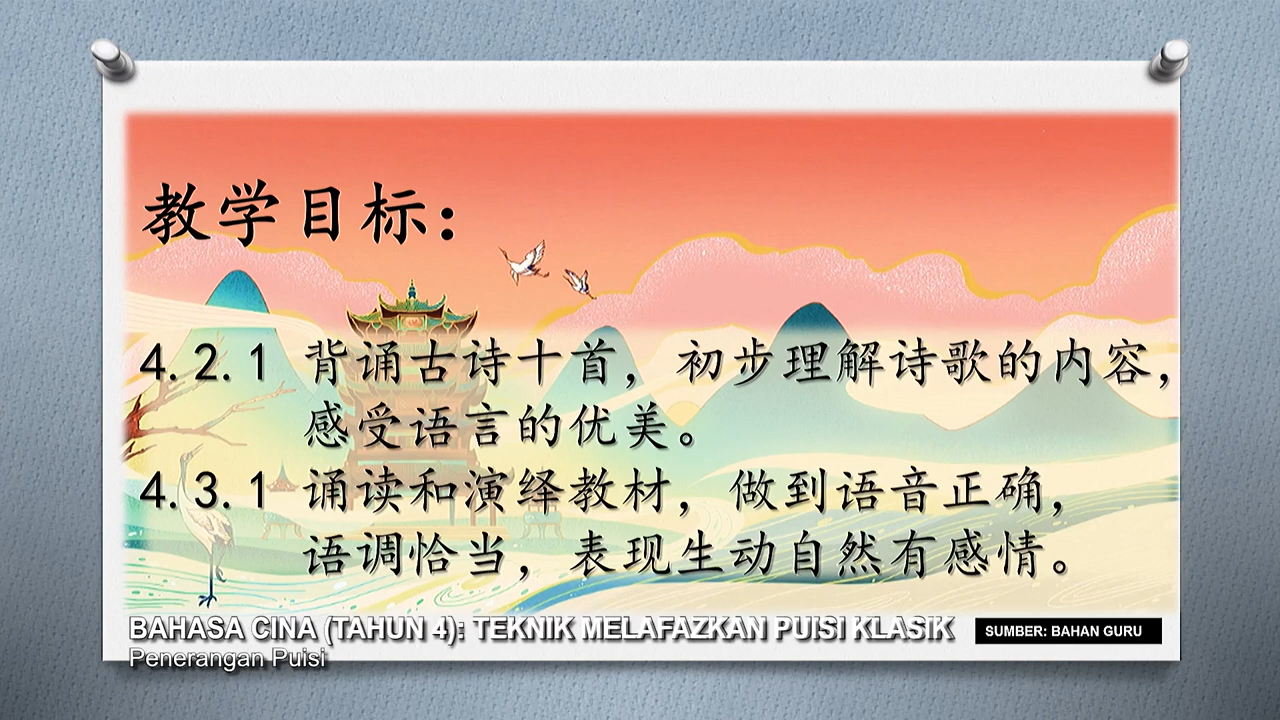 教学目标：
4.2.1 背诵古诗十首，初步理解诗歌的内容，
感受语言的优美。
4.3.1 诵读和演绎教材，做到语音正确，
语调恰当，表现生动自然有感情。
BAHASA CINA (TAHUN 4): TEKNIK MELAFAZKAN PUISI KLASIK
SUMBER: BAHAN GURU
Penerangan Puisi